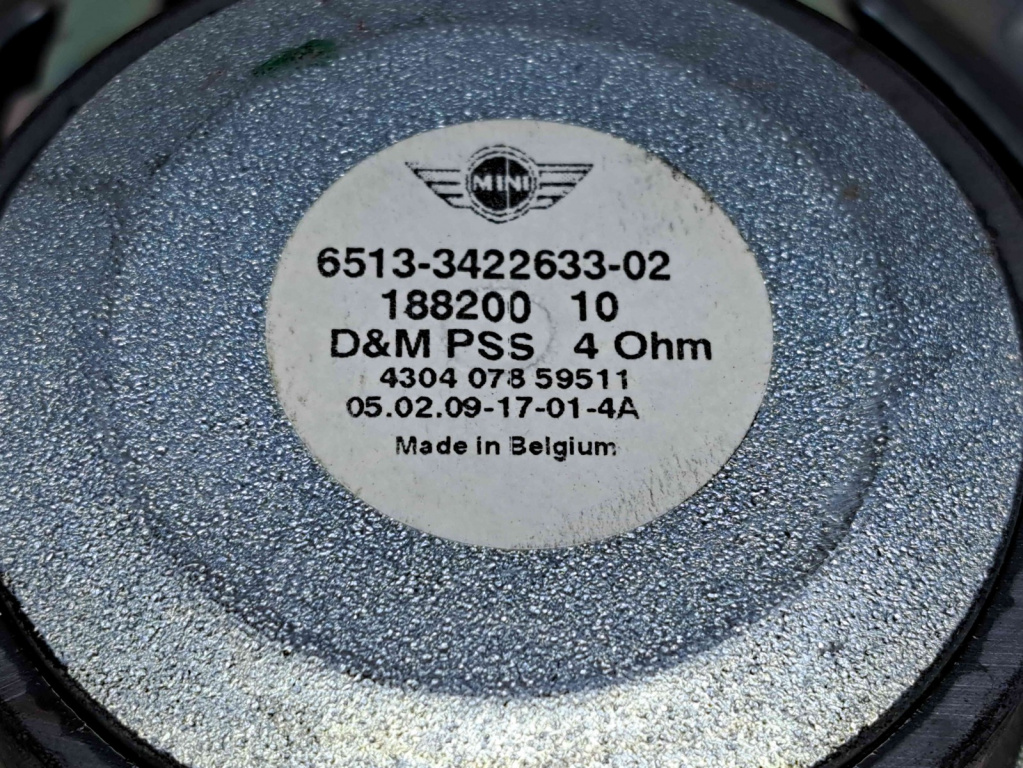 MINI
6513-3422633-02
188200 10
D&M PSS 4 Ohm
4304 078 59511
05.02.09-17-01-4A
Made in Belgium